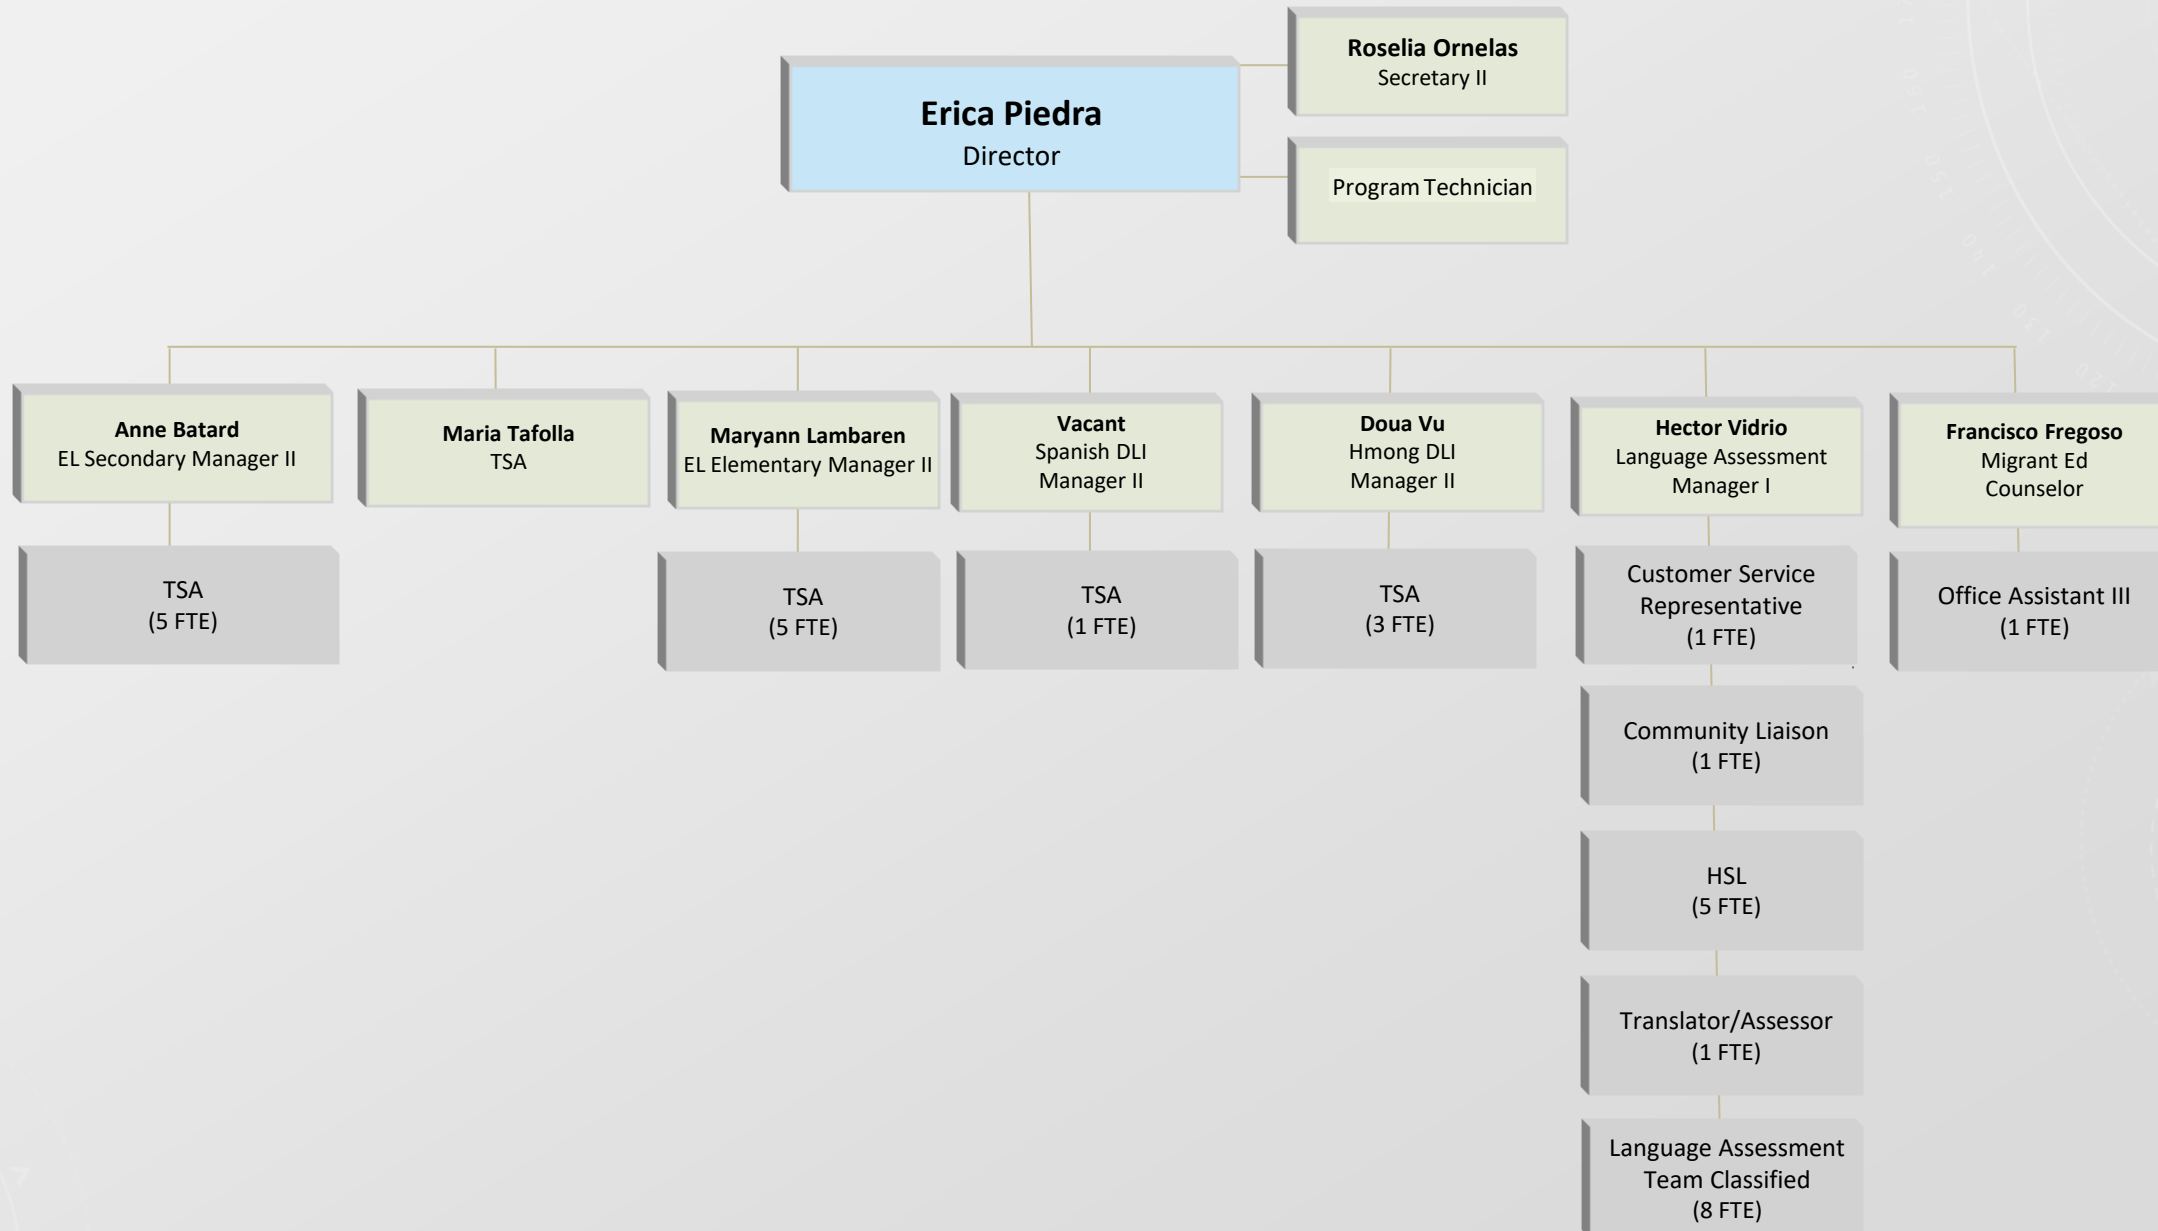 Roselia Ornelas
Secretary II
Erica Piedra
Director
Program Technician
Anne Batard
EL Secondary Manager II
Maria Tafolla
TSA
Maryann Lambaren
EL Elementary Manager II
Vacant
Spanish DLI
Manager II
Doua Vu
Hmong DLI
Manager II
Hector Vidrio
Language Assessment
Manager I
Francisco Fregoso
Migrant Ed
Counselor
TSA
(5 FTE)
TSA
(5 FTE)
TSA
(1 FTE)
TSA
(3 FTE)
Customer Service
Representative
(1 FTE)
Office Assistant III
(1 FTE)
Community Liaison
(1 FTE)
HSL
(5 FTE)
Translator/Assessor
(1 FTE)
Language Assessment
Team Classified
(8 FTE)